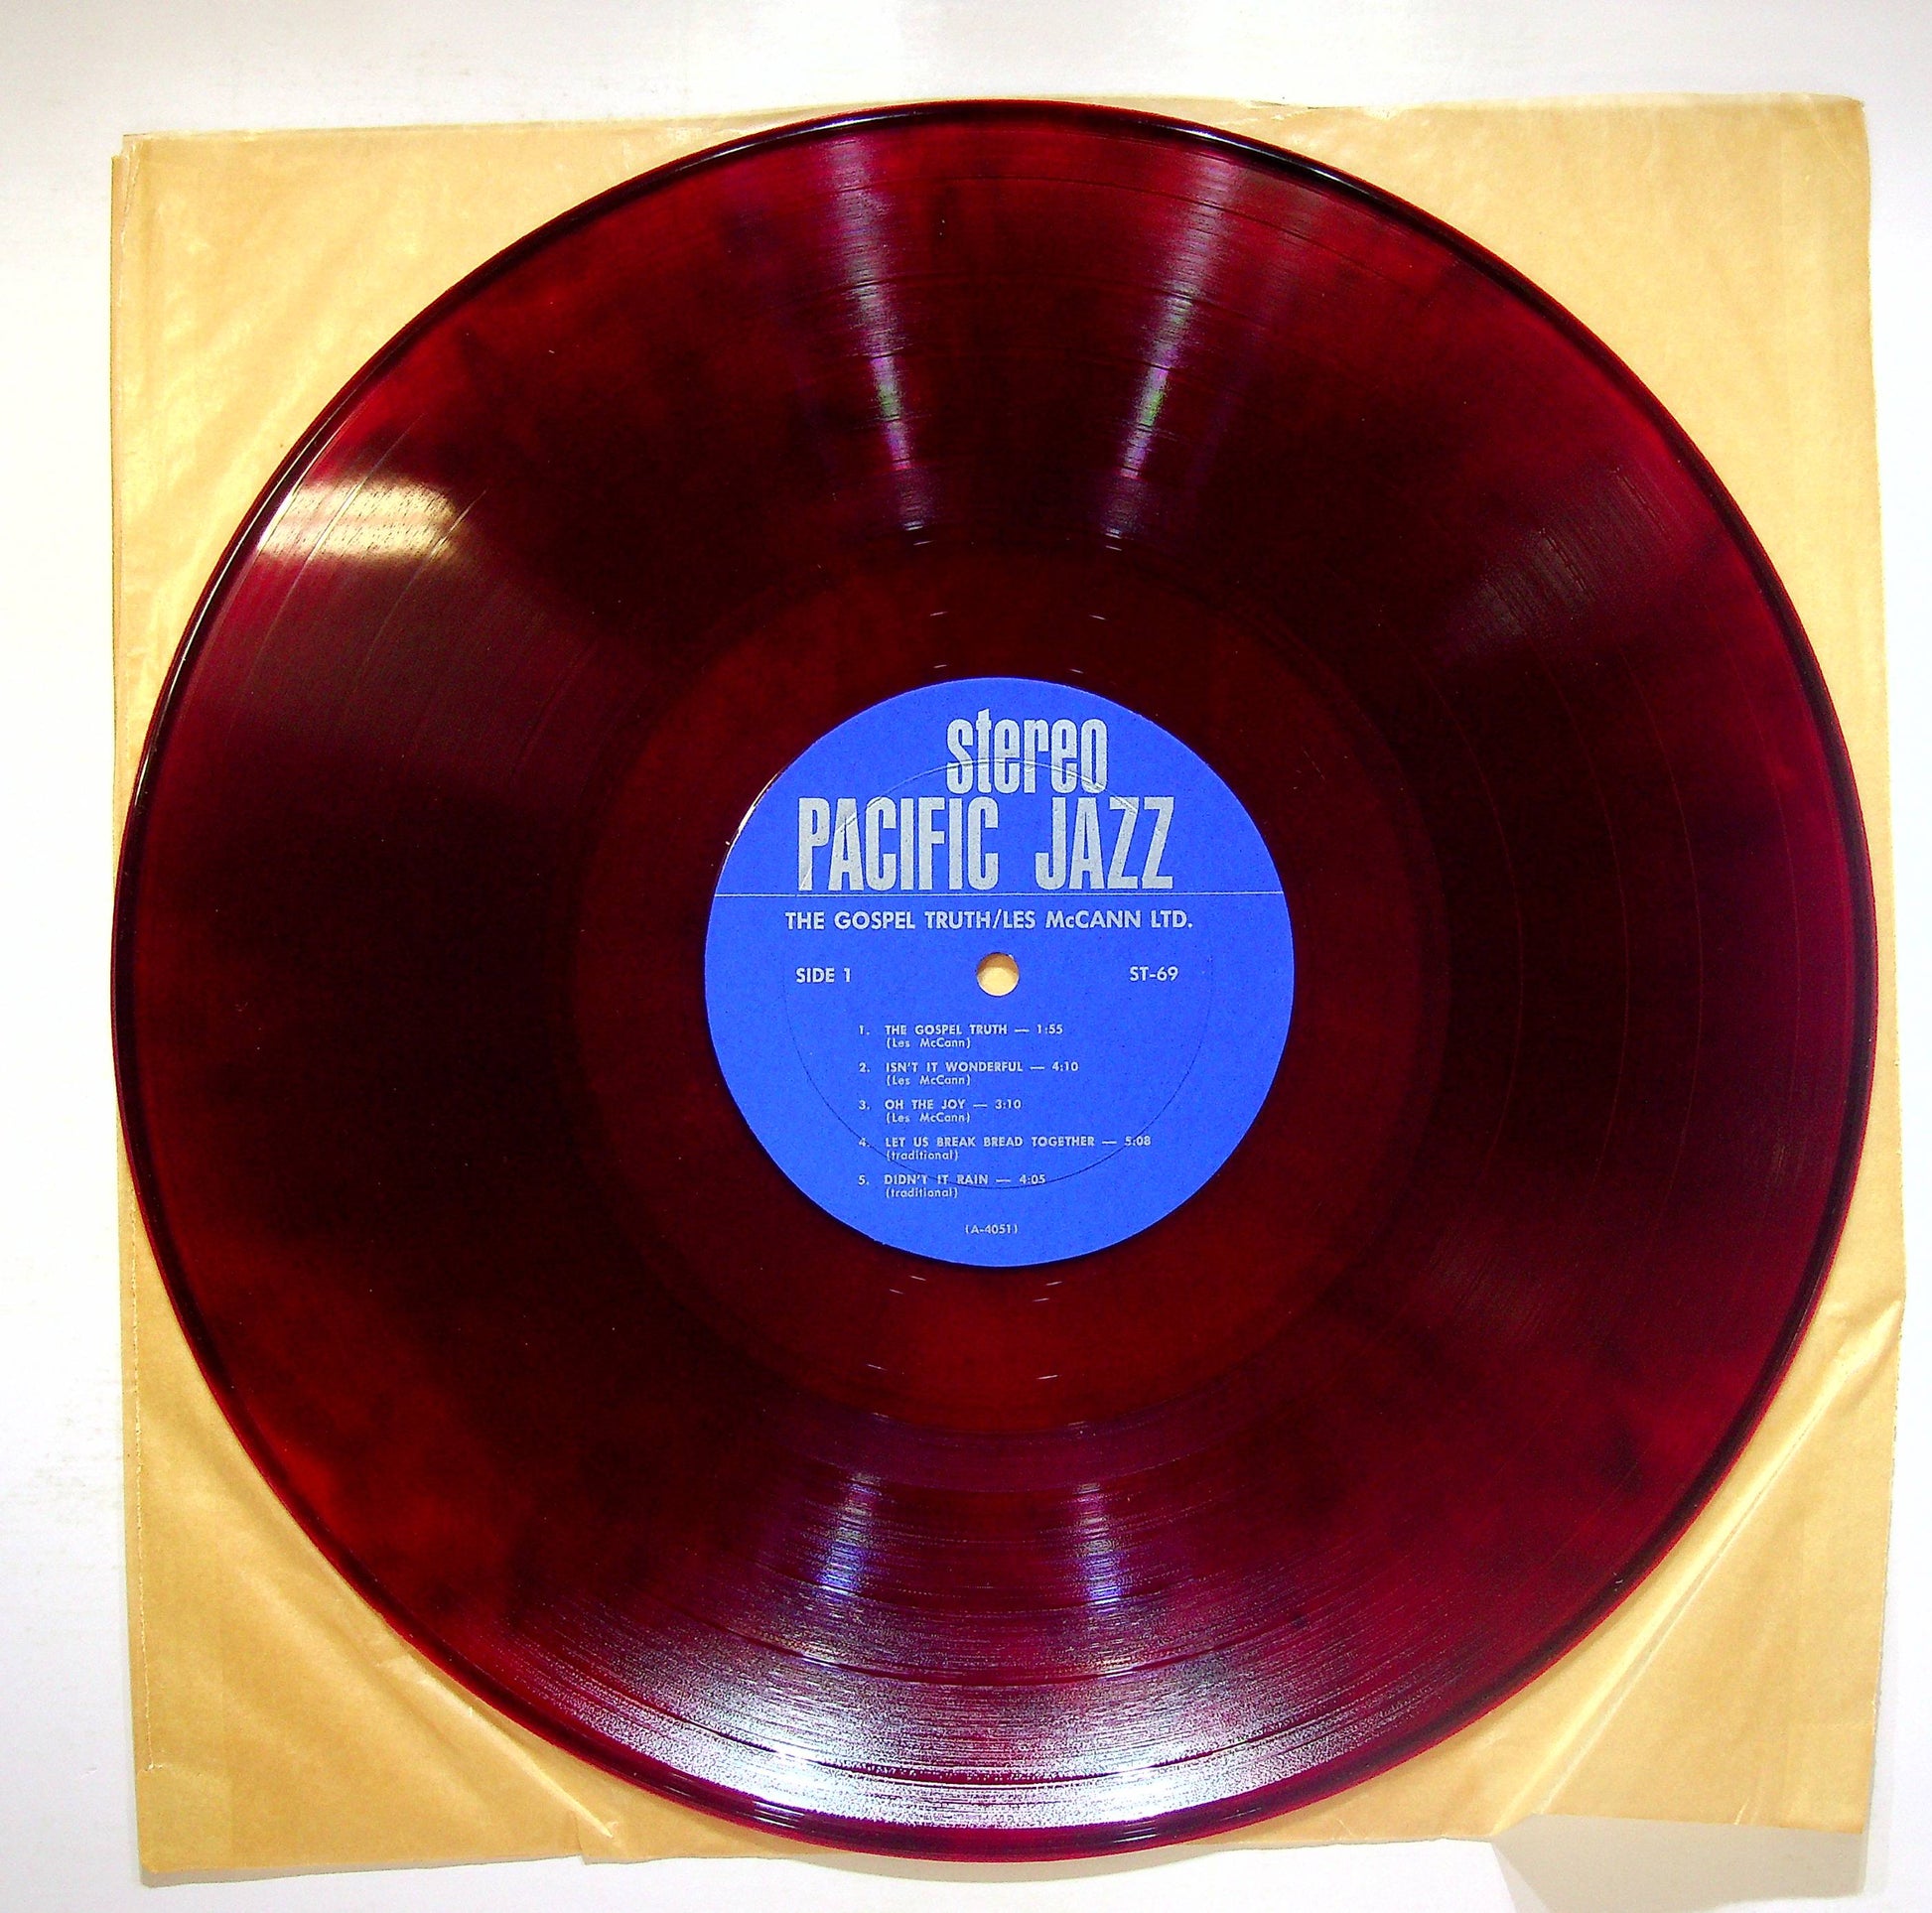 stereo
PACIFIC JAZZ
THE GOSPEL TRUTH/LES McCANN LTD.
SIDE 1 ST-69
1. THE GOSPEL TRUTH — 1:55
(Les McCann)
2. ISN'T IT WONDERFUL — 4:10
(Les McCann)
3. OH THE JOY — 3:10
(Les McCann)
4. LET US BREAK BREAD TOGETHER — 5:08
(traditional)
5. DIDN'T IT RAIN — 4:05
(traditional)
(A-4051)